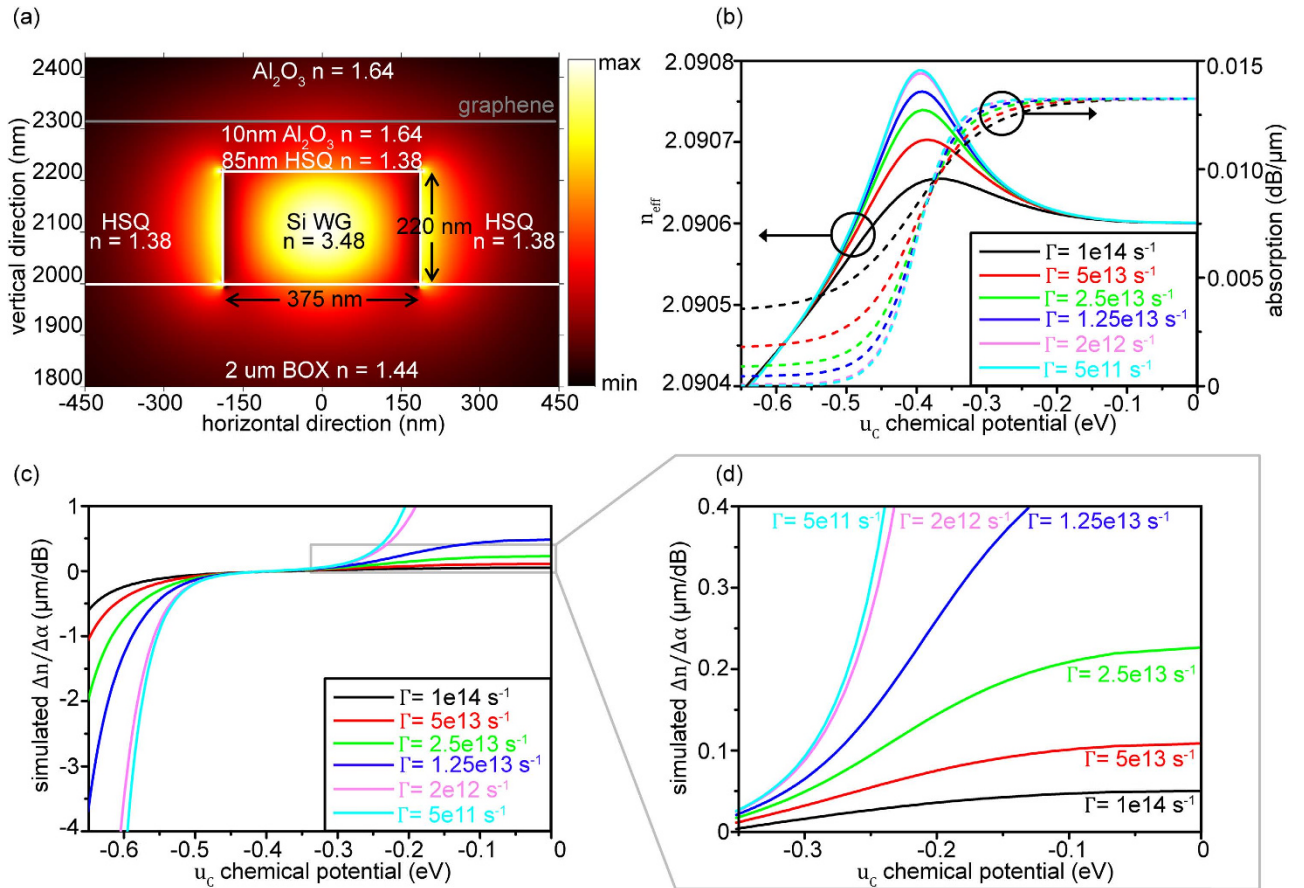 (a)
2400
2300
2200
2100
2000
1900
1800
vertical direction (nm)
Al2O3 n = 1.64
graphene
10nm Al2O3 n = 1.64
85nm HSQ n = 1.38
HSQ
n = 1.38
Si WG
n = 3.48
220 nm
HSQ
n = 1.38
375 nm
2 um BOX n = 1.44
-450 -300 -150 0 150 300 450
horizontal direction (nm)
max
min
(b)
2.0908
2.0907
2.0906
2.0905
2.0904
neff
0.015
0.010
0.005
0
absorption (dB/µm)
Γ= 1e14 s-1
Γ= 5e13 s-1
Γ= 2.5e13 s-1
Γ= 1.25e13 s-1
Γ= 2e12 s-1
Γ= 5e11 s-1
-0.6 -0.5 -0.4 -0.3 -0.2 -0.1 0
uC chemical potential (eV)
(c)
1
0
-1
-2
-3
-4
simulated Δn/Δα (µm/dB)
Γ= 1e14 s-1
Γ= 5e13 s-1
Γ= 2.5e13 s-1
Γ= 1.25e13 s-1
Γ= 2e12 s-1
Γ= 5e11 s-1
-0.6 -0.5 -0.4 -0.3 -0.2 -0.1 0
uC chemical potential (eV)
(d)
0.4
0.3
0.2
0.1
0
simulated Δn/Δα (µm/dB)
Γ= 5e11 s-1
Γ= 2e12 s-1
Γ= 1.25e13 s-1
Γ= 2.5e13 s-1
Γ= 5e13 s-1
Γ= 1e14 s-1
-0.3 -0.2 -0.1 0
uC chemical potential (eV)